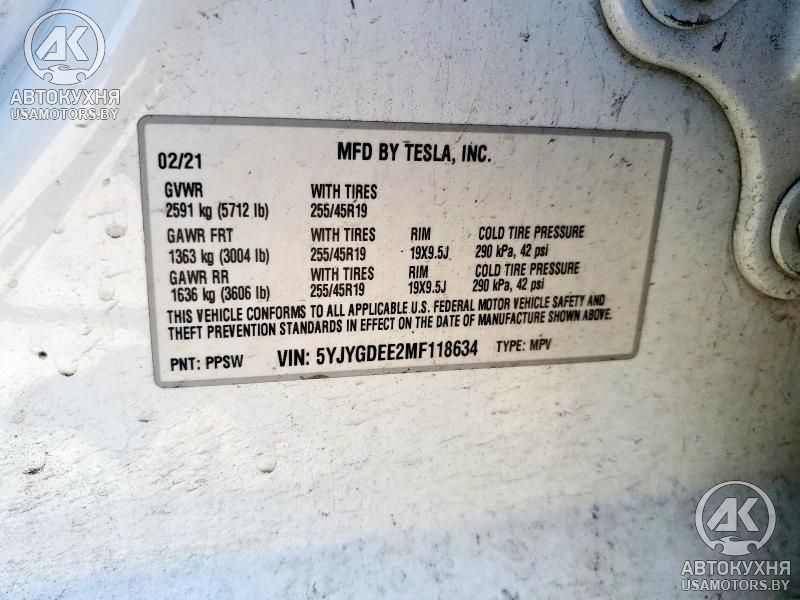 AK
АВТОКУХНЯ
USAMOTORS.BY
02/21 MFD BY TESLA, INC.
GVWR WITH TIRES
2591 kg (5712 lb) 255/45R19
GAWR FRT WITH TIRES RIM COLD TIRE PRESSURE
1363 kg (3004 lb) 255/45R19 19X9.5J 290 kPa, 42 psi
GAWR RR WITH TIRES RIM COLD TIRE PRESSURE
1636 kg (3606 lb) 255/45R19 19X9.5J 290 kPa, 42 psi
THIS VEHICLE CONFORMS TO ALL APPLICABLE U.S. FEDERAL MOTOR VEHICLE SAFETY AND
THEFT PREVENTION STANDARDS IN EFFECT ON THE DATE OF MANUFACTURE SHOWN ABOVE.
PNT: PPSW VIN: 5YJYGDEE2MF118634 TYPE: MPV
AK
АВТОКУХНЯ
USAMOTORS.BY